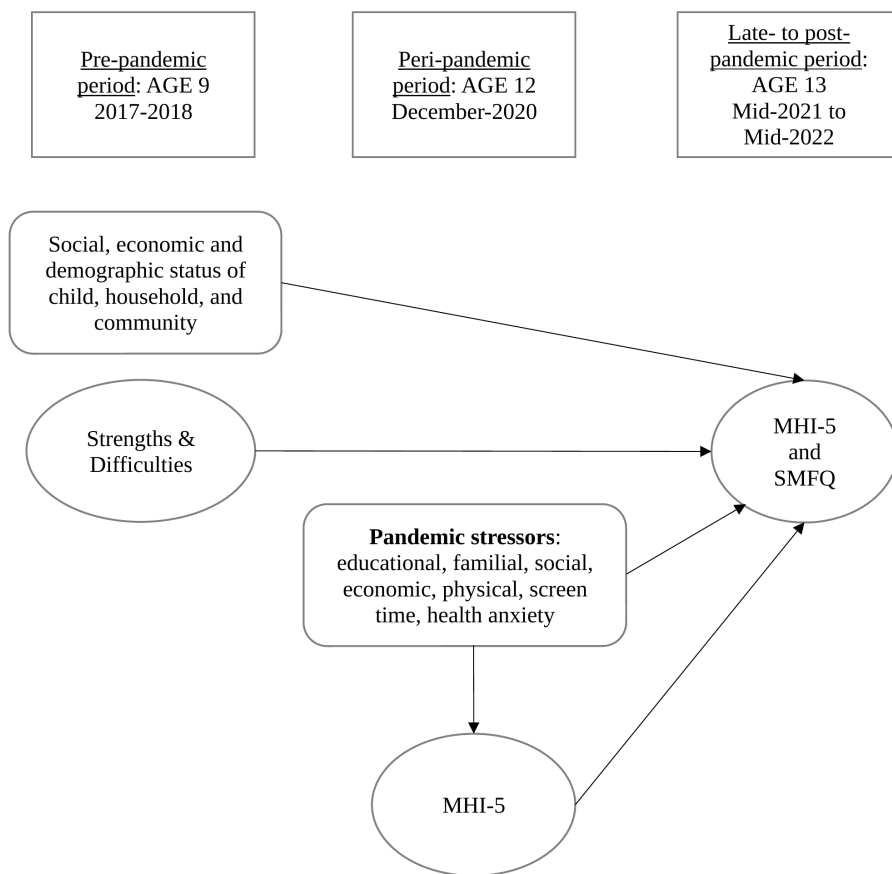 Pre-pandemic
period: AGE 9
2017-2018
Peri-pandemic
period: AGE 12
December-2020
Late- to post-
pandemic period:
AGE 13
Mid-2021 to
Mid-2022
Social, economic and
demographic status of
child, household, and
community
Strengths &
Difficulties
MHI-5
and
SMFQ
Pandemic stressors:
educational, familial, social,
economic, physical, screen
time, health anxiety
MHI-5